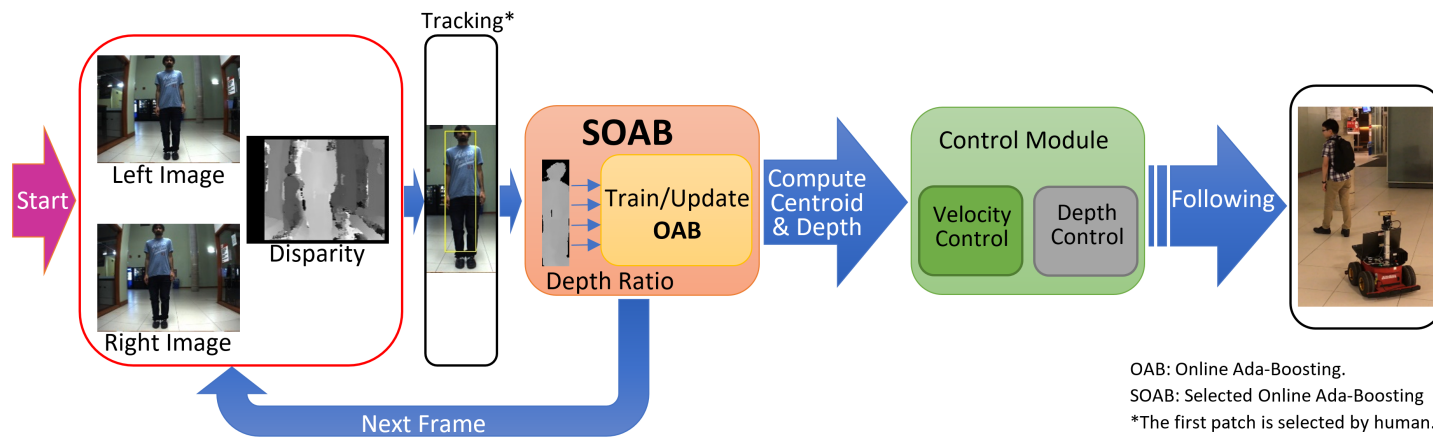 Tracking*
Start
Left Image
Disparity
Right Image
SOAB
Train/Update
OAB
Depth Ratio
Compute
Centroid
& Depth
Control Module
Velocity
Control
Depth
Control
Following
Next Frame
OAB: Online Ada-Boosting.
SOAB: Selected Online Ada-Boosting
*The first patch is selected by human.